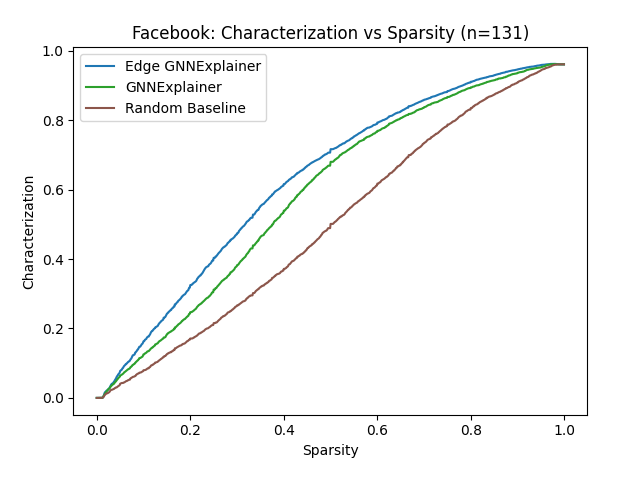 Facebook: Characterization vs Sparsity (n=131)
Edge GNNExplainer
GNNExplainer
Random Baseline
Characterization
1.0
0.8
0.6
0.4
0.2
0.0
0.0 0.2 0.4 0.6 0.8 1.0
Sparsity